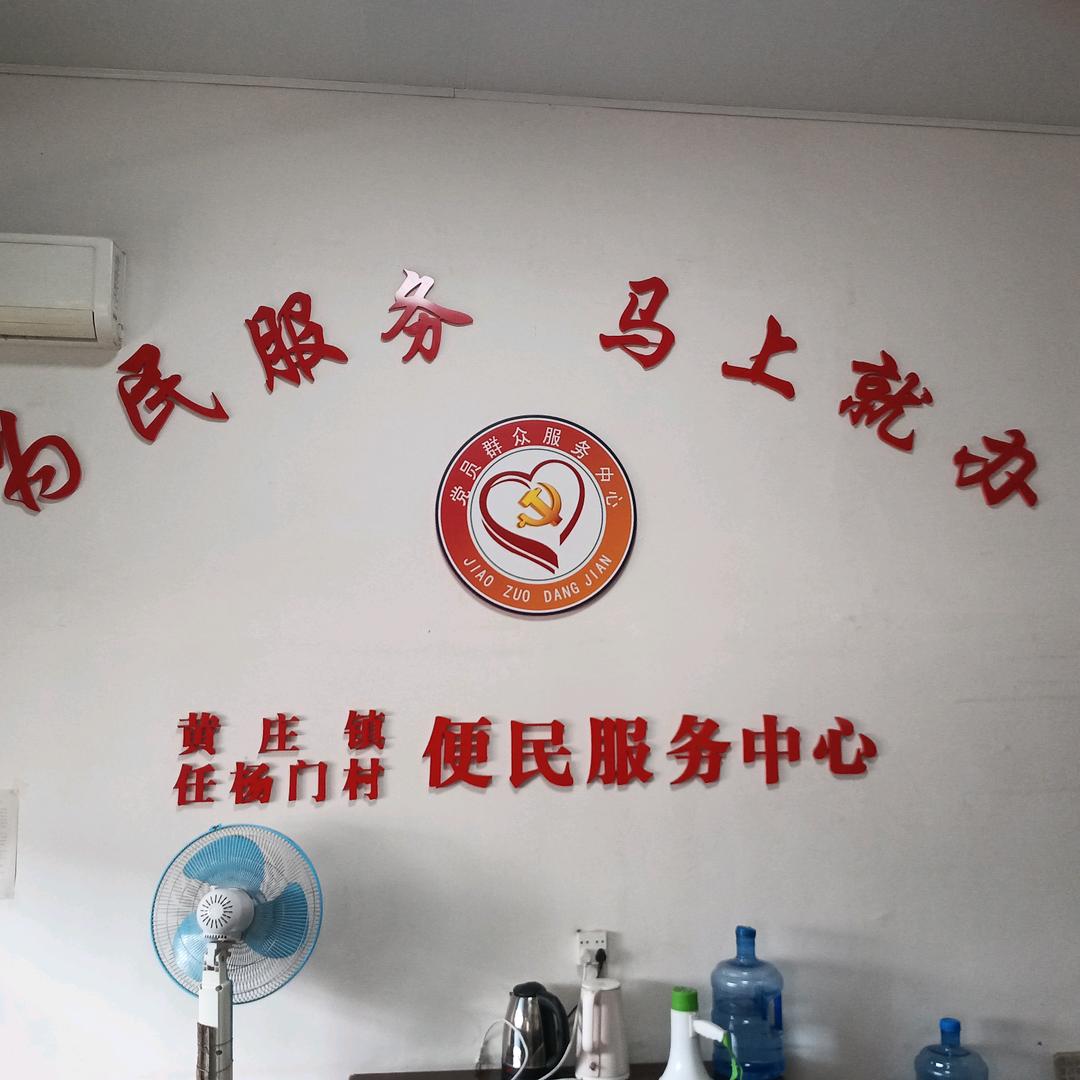 为民服务 马上就办
党员群众服务中心
JIAO ZUO DANG JIAN
黄庄镇
任杨门村
便民服务中心